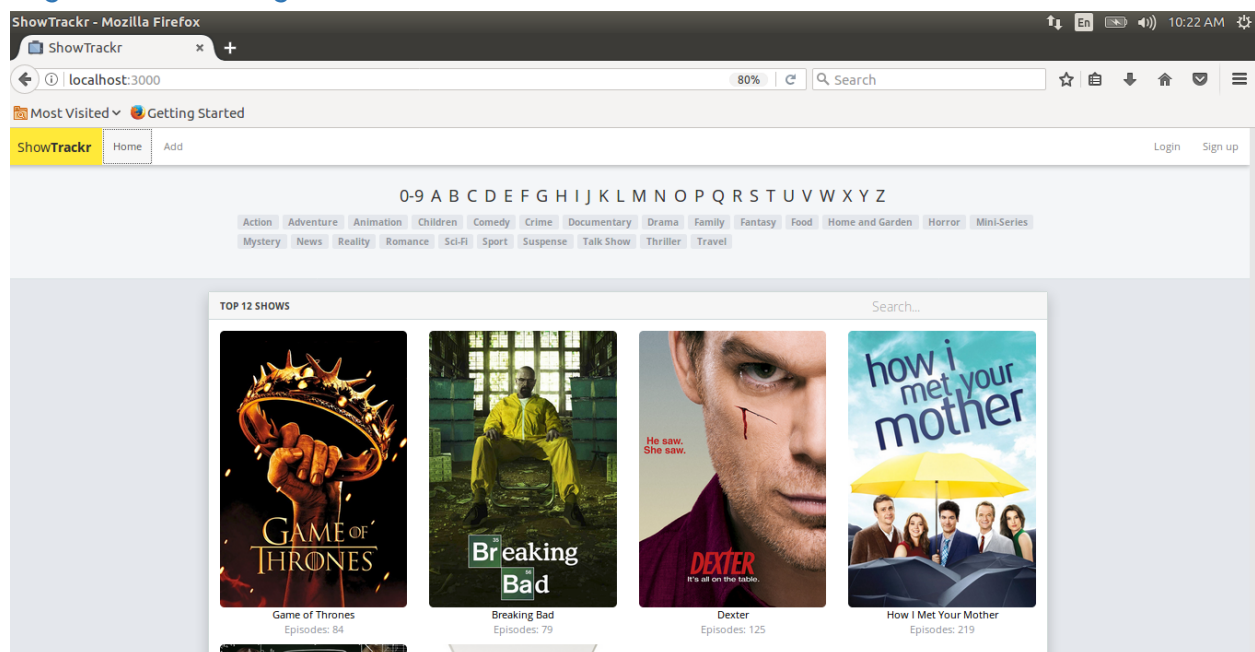 ShowTrackr - Mozilla Firefox En 10:22 AM
ShowTrackr × +
localhost:3000 80% Search
Most Visited Getting Started
ShowTrackr Home Add Login Sign up
0-9 A B C D E F G H I J K L M N O P Q R S T U V W X Y Z
Action Adventure Animation Children Comedy Crime Documentary Drama Family Fantasy Food Home and Garden Horror Mini-Series
Mystery News Reality Romance Sci-Fi Sport Suspense Talk Show Thriller Travel
TOP 12 SHOWS Search...
GAME OF
THRONES
35
Breaking
56
Bad
He saw.
She saw.
DEXTER
It's all on the table.
how i
met your
mother
Game of Thrones Breaking Bad Dexter How I Met Your Mother
Episodes: 84 Episodes: 79 Episodes: 125 Episodes: 219